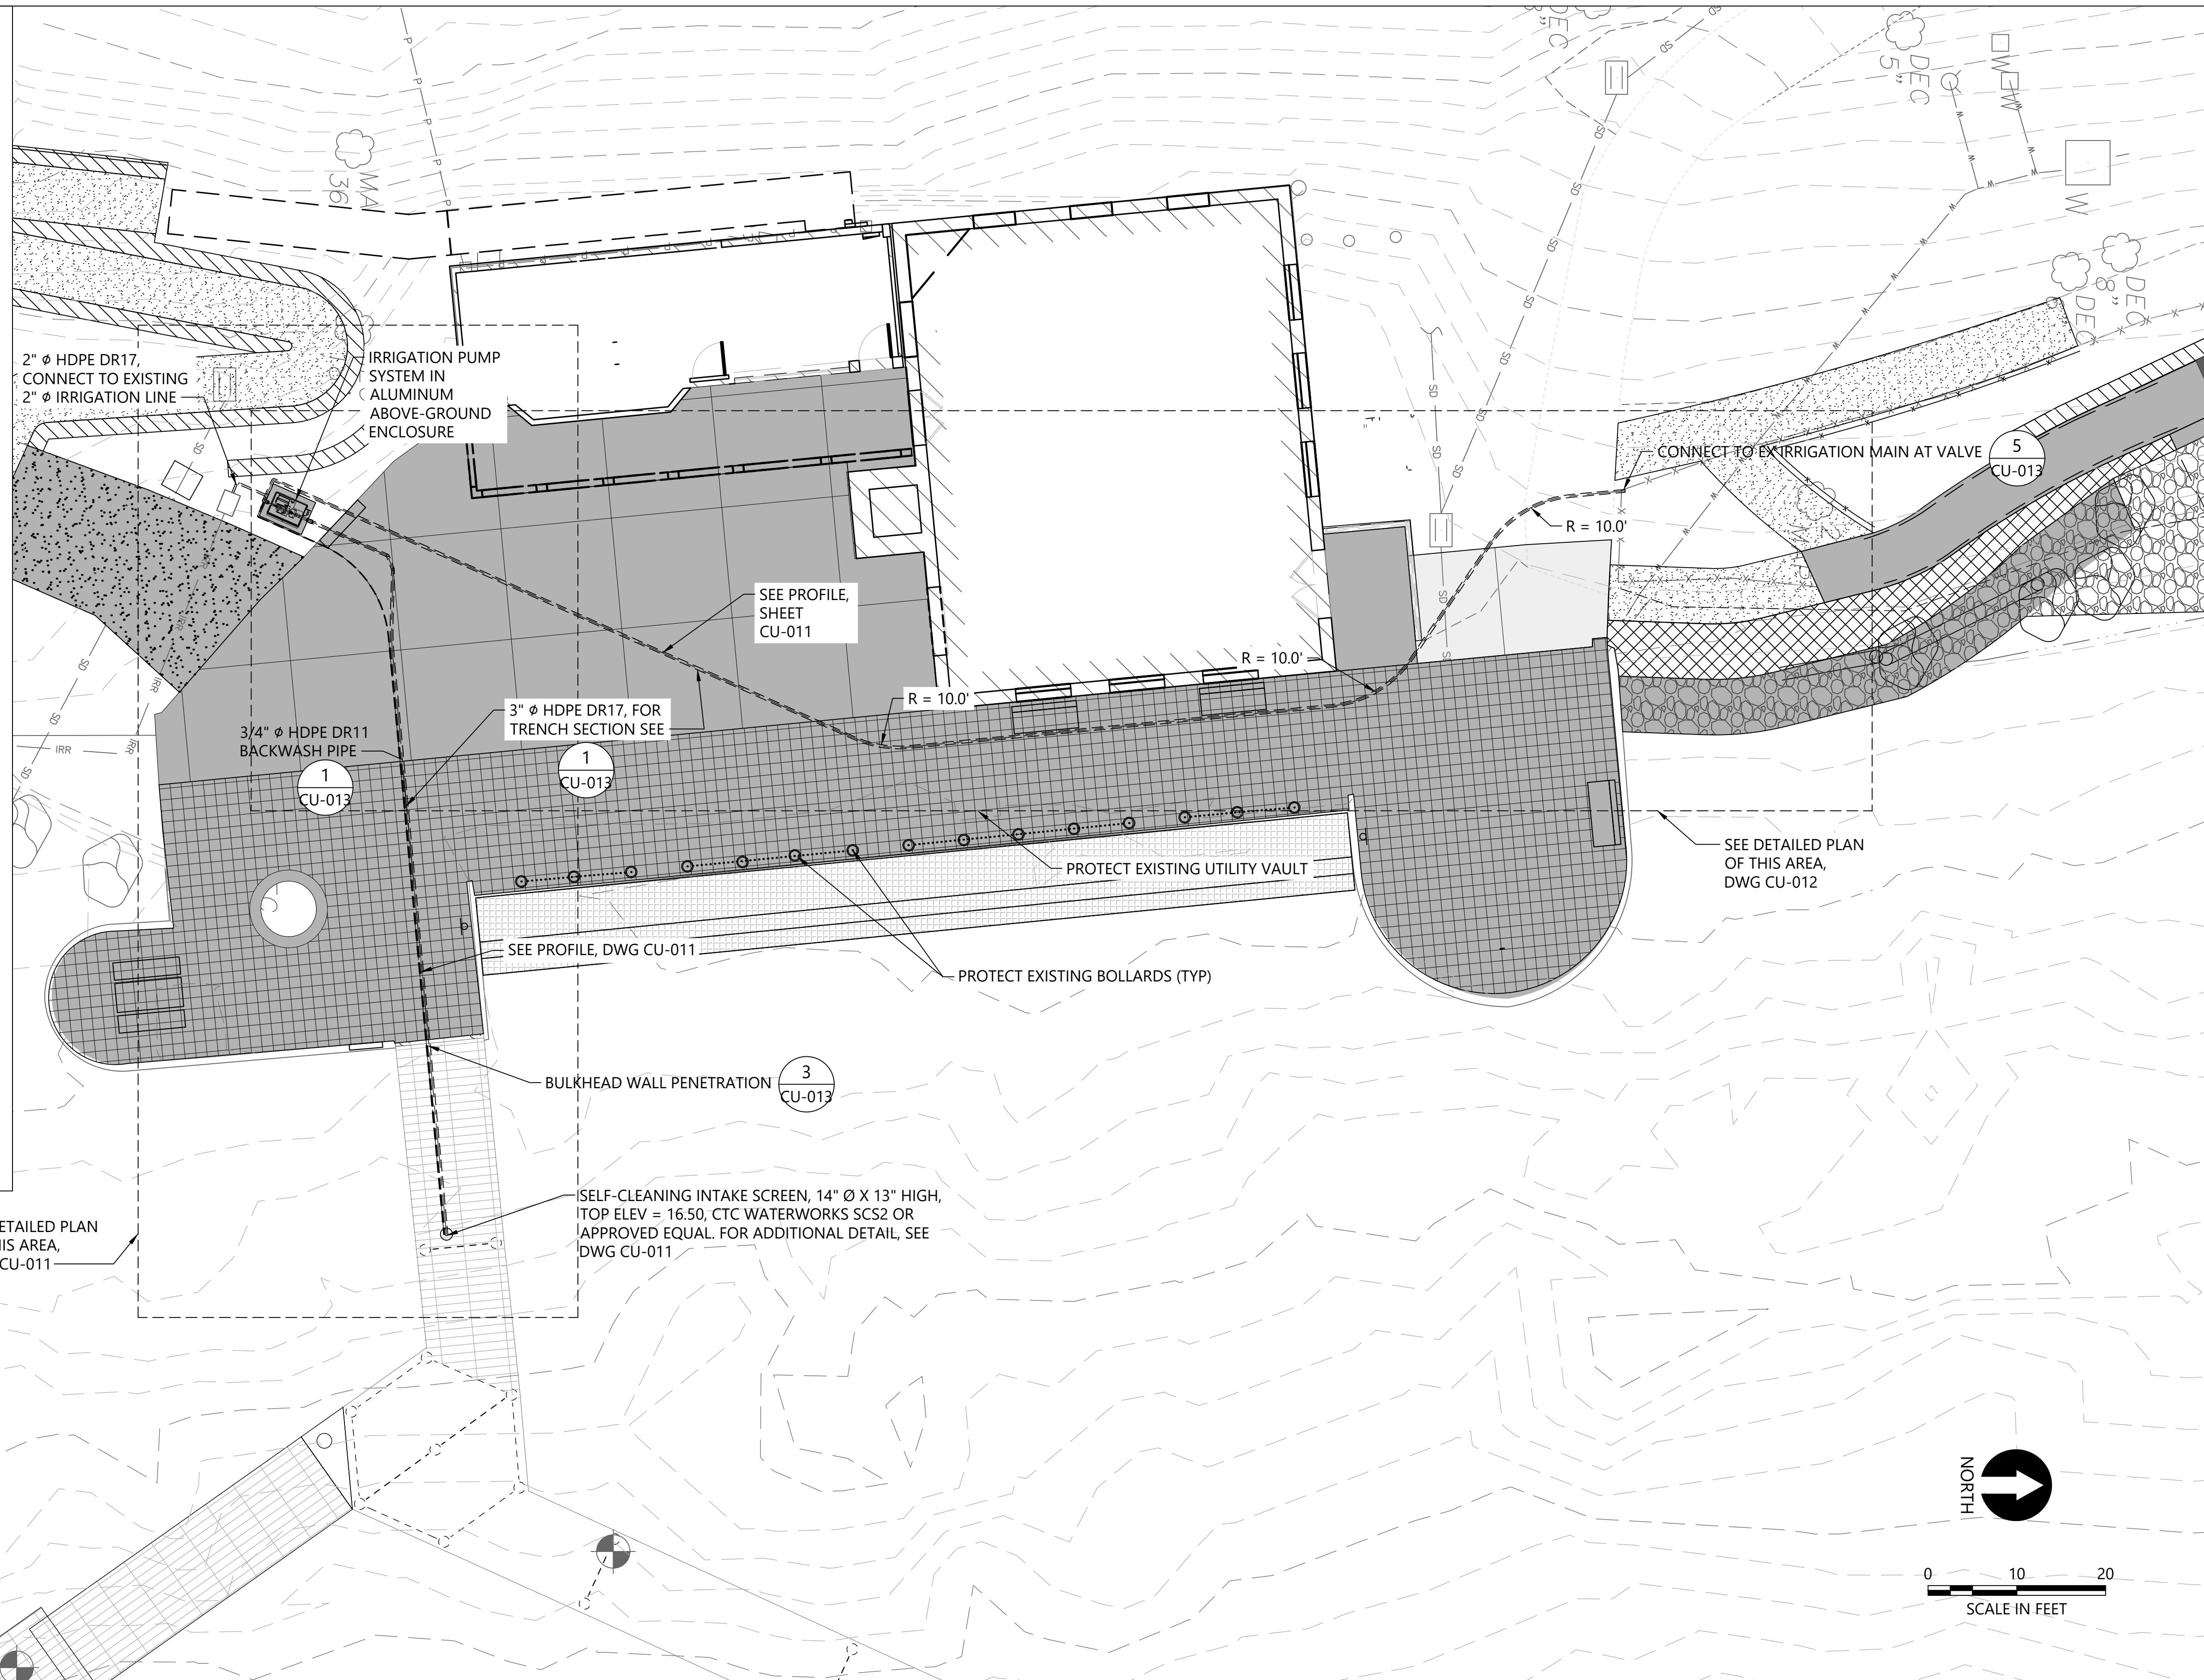 DEC
8"
DEC
5"
W
W
W
WA
36
DEC
8"
DEC
2" ⌀ HDPE DR17,
CONNECT TO EXISTING
2" ⌀ IRRIGATION LINE
IRRIGATION PUMP
SYSTEM IN
ALUMINUM
ABOVE-GROUND
ENCLOSURE
CONNECT TO EX IRRIGATION MAIN AT VALVE
5
CU-013
R = 10.0'
SEE PROFILE,
SHEET
CU-011
R = 10.0'
R = 10.0'
3" ⌀ HDPE DR17, FOR
TRENCH SECTION SEE
1
CU-013
3/4" ⌀ HDPE DR11
BACKWASH PIPE
1
CU-013
IRR
IRR
IRR
SD
SD
SD
SD
SD
SD
SD
PROTECT EXISTING UTILITY VAULT
SEE DETAILED PLAN
OF THIS AREA,
DWG CU-012
SEE PROFILE, DWG CU-011
PROTECT EXISTING BOLLARDS (TYP)
BULKHEAD WALL PENETRATION
3
CU-013
SELF-CLEANING INTAKE SCREEN, 14" Ø X 13" HIGH,
TOP ELEV = 16.50, CTC WATERWORKS SCS2 OR
APPROVED EQUAL. FOR ADDITIONAL DETAIL, SEE
DWG CU-011
ETAILED PLAN
IS AREA,
CU-011
NORTH
0 10 20
SCALE IN FEET